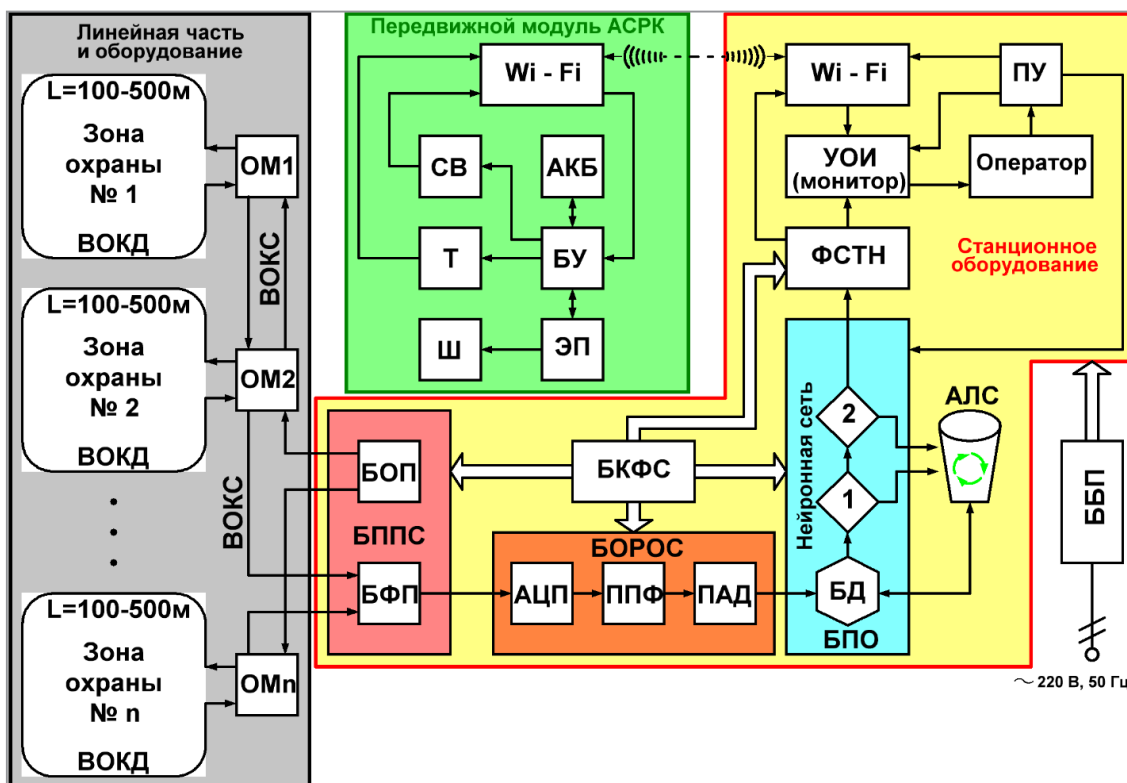 Линейная часть
и оборудование
L=100-500м
Зона
охраны
№ 1
ВОКД
ОМ1
ВОКС
L=100-500м
Зона
охраны
№ 2
ВОКД
ОМ2
ВОКС
L=100-500м
Зона
охраны
№ n
ВОКД
ОМn
Передвижной модуль АСРК
Wi - Fi
СВ
АКБ
Т
БУ
Ш
ЭП
Wi - Fi
ПУ
УОИ
(монитор)
Оператор
ФСТН
Станционное
оборудование
БОП
БППС
БФП
БКФС
БОРОС
АЦП
ППФ
ПАД
Нейронная сеть
2
1
БД
БПО
АЛС
ББП
~ 220 В, 50 Гц